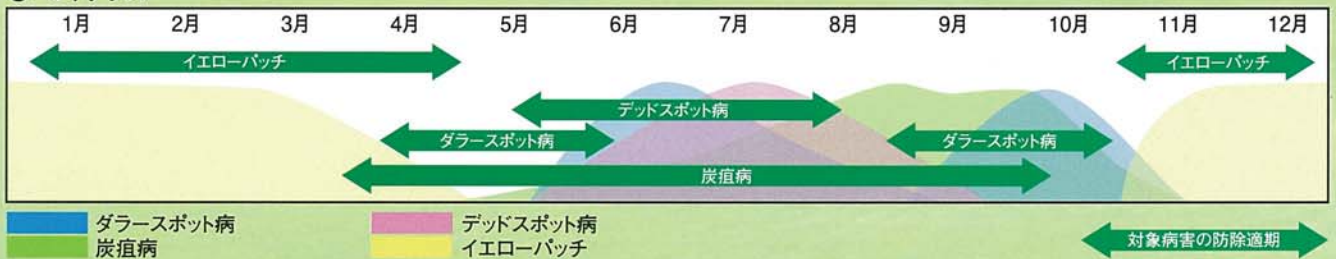 1月 2月 3月 4月 5月 6月 7月 8月 9月 10月 11月 12月
イエローパッチ イエローパッチ
デッドスポット病
ダラースポット病 ダラースポット病
炭疽病
ダラースポット病 デッドスポット病
炭疽病 イエローパッチ
対象病害の防除適期